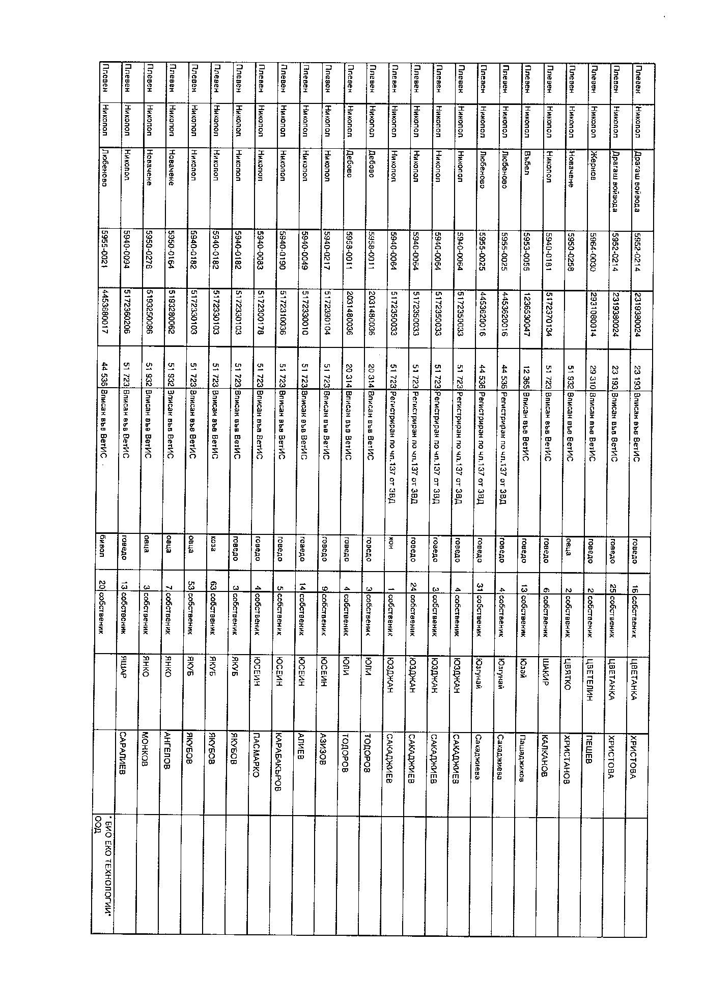 Плевен Никопол Драгаш войвода 5952-0214 2319380024 23 193 Вписан във ВетИС говедо 16 собственик ЦВЕТАНКА ХРИСТОВА
Плевен Никопол Драгаш войвода 5952-0214 2319380024 23 193 Вписан във ВетИС говедо 25 собственик ЦВЕТАНКА ХРИСТОВА
Плевен Никопол Жернов 5964-0030 2931080014 29 310 Вписан във ВетИС говедо 2 собственик ЦВЕТЕЛИН ПЕШЕВ
Плевен Никопол Новачене 5950-0258 51 932 Вписан във ВетИС овца 2 собственик ЦВЯТКО ХРИСТАНОВ
Плевен Никопол Никопол 5940-0181 5172370134 51 723 Вписан във ВетИС говедо 6 собственик ШАКИР КАЛКАНОВ
Плевен Никопол Въбел 5953-0055 1236530047 12 365 Вписан във ВетИС говедо 13 собственик Юзай Пашаджиков
Плевен Никопол Любеново 5955-0025 4453620016 44 536 Регистриран по чл.137 от ЗВД говедо 4 собственик Юзгунай Сакаджиева
Плевен Никопол Любеново 5955-0025 4453620016 44 536 Регистриран по чл.137 от ЗВД говедо 31 собственик Юзгунай Сакаджиева
Плевен Никопол Никопол 5940-0064 5172350033 51 723 Регистриран по чл.137 от ЗВД говедо 4 собственик ЮЗДЖАН САКАДЖИЕВ
Плевен Никопол Никопол 5940-0064 5172350033 51 723 Регистриран по чл.137 от ЗВД говедо 3 собственик ЮЗДЖАН САКАДЖИЕВ
Плевен Никопол Никопол 5940-0064 5172350033 51 723 Регистриран по чл.137 от ЗВД говедо 24 собственик ЮЗДЖАН САКАДЖИЕВ
Плевен Никопол Никопол 5940-0064 5172350033 51 723 Регистриран по чл.137 от ЗВД кон 1 собственик ЮЗДЖАН САКАДЖИЕВ
Плевен Никопол Дебово 5958-0011 2031480036 20 314 Вписан във ВетИС говедо 3 собственик ЮЛИ ТОДОРОВ
Плевен Никопол Дебово 5958-0011 2031480036 20 314 Вписан във ВетИС говедо 4 собственик ЮЛИ ТОДОРОВ
Плевен Никопол Никопол 5940-0217 5172390104 51 723 Вписан във ВетИС говедо 9 собственик ЮСЕИН АЗИЗОВ
Плевен Никопол Никопол 5940-0049 5172330010 51 723 Вписан във ВетИС говедо 14 собственик ЮСЕИН АЛИЕВ
Плевен Никопол Никопол 5940-0190 5172310036 51 723 Вписан във ВетИС говедо 5 собственик ЮСЕИН КАРАБАКЪРОВ
Плевен Никопол Никопол 5940-0083 5172300178 51 723 Вписан във ВетИС говедо 4 собственик ЮСЕИН ПАСМАРКО
Плевен Никопол Никопол 5940-0182 5172330103 51 723 Вписан във ВетИС говедо 3 собственик ЯКУБ ЯКУБОВ
Плевен Никопол Никопол 5940-0182 5172330103 51 723 Вписан във ВетИС коза 63 собственик ЯКУБ ЯКУБОВ
Плевен Никопол Никопол 5940-0182 5172330103 51 723 Вписан във ВетИС овца 53 собственик ЯКУБ ЯКУБОВ
Плевен Никопол Новачене 5950-0164 5193280062 51 932 Вписан във ВетИС овца 7 собственик ЯНКО АНГЕЛОВ
Плевен Никопол Новачене 5950-0276 5193250086 51 932 Вписан във ВетИС овца 3 собственик ЯНКО МОНКОВ
Плевен Никопол Никопол 5940-0094 5172360206 51 723 Вписан във ВетИС говедо 13 собственик ЯШАР САРАЛИЕВ
Плевен Никопол Любеново 5955-0021 4453680017 44 536 Вписан във ВетИС бивол 20 собственик " БИО ЕКО ТЕХНОЛОГИИ"
ООД